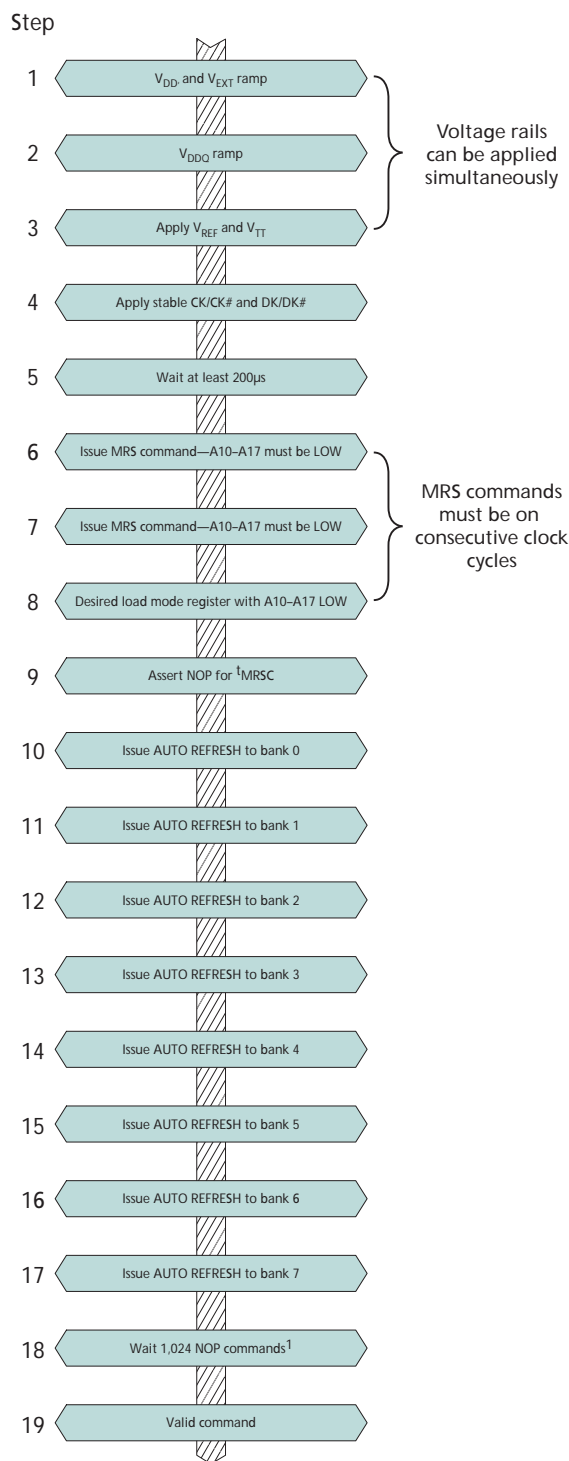 Step
1 V_DD, and V_EXT ramp
2 V_DDQ ramp
3 Apply V_REF and V_TT
Voltage rails
can be applied
simultaneously
4 Apply stable CK/CK# and DK/DK#
5 Wait at least 200µs
6 Issue MRS command—A10–A17 must be LOW
7 Issue MRS command—A10–A17 must be LOW
8 Desired load mode register with A10–A17 LOW
MRS commands
must be on
consecutive clock
cycles
9 Assert NOP for ᵗMRSC
10 Issue AUTO REFRESH to bank 0
11 Issue AUTO REFRESH to bank 1
12 Issue AUTO REFRESH to bank 2
13 Issue AUTO REFRESH to bank 3
14 Issue AUTO REFRESH to bank 4
15 Issue AUTO REFRESH to bank 5
16 Issue AUTO REFRESH to bank 6
17 Issue AUTO REFRESH to bank 7
18 Wait 1,024 NOP commands¹
19 Valid command